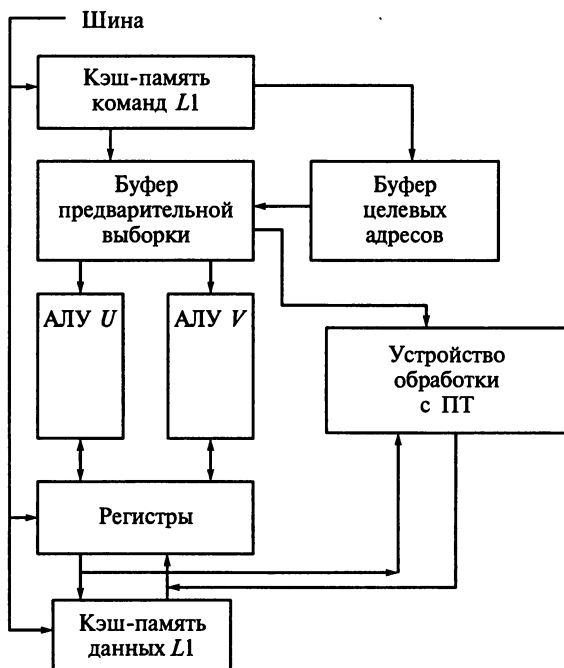 Шина
Кэш-память
команд L1
Буфер
предварительной
выборки
Буфер
целевых
адресов
АЛУ U
АЛУ V
Устройство
обработки
с ПТ
Регистры
Кэш-память
данных L1